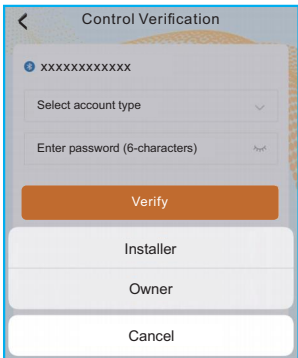 Control Verification
xxxxxxxxxxxx
Select account type
Enter password (6-characters)
Verify
Installer
Owner
Cancel